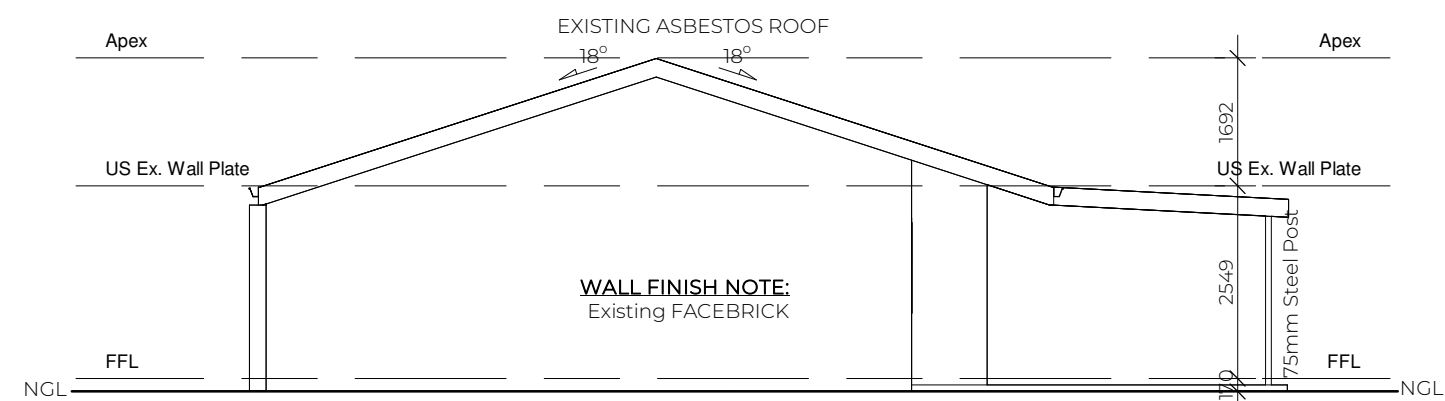 EXISTING ASBESTOS ROOF
Apex
18°
18°
Apex
1692
US Ex. Wall Plate
US Ex. Wall Plate
WALL FINISH NOTE:
Existing FACEBRICK
2549
75mm Steel Post
FFL
FFL
170
NGL
NGL